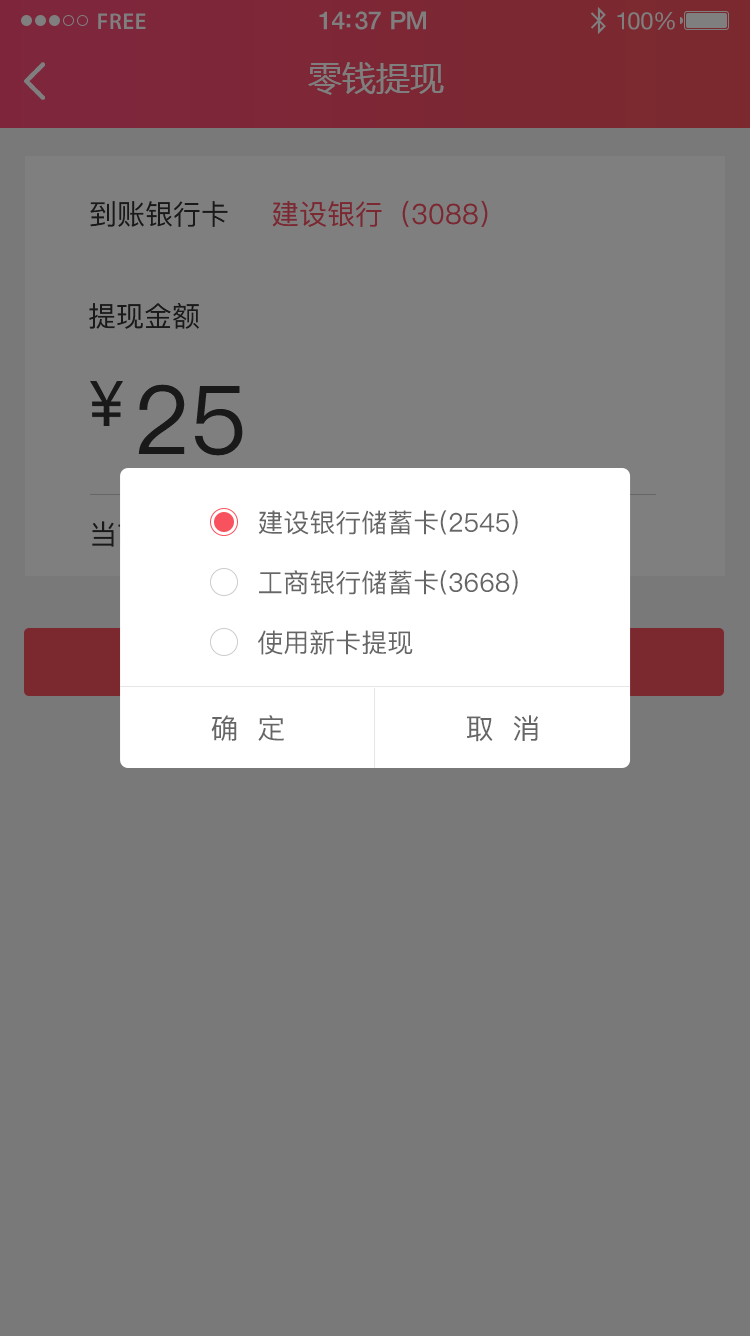 FREE 14:37 PM 100%
零钱提现
到账银行卡 建设银行（3088）
提现金额
¥25
当
建设银行储蓄卡(2545)
工商银行储蓄卡(3668)
使用新卡提现
确 定 取 消